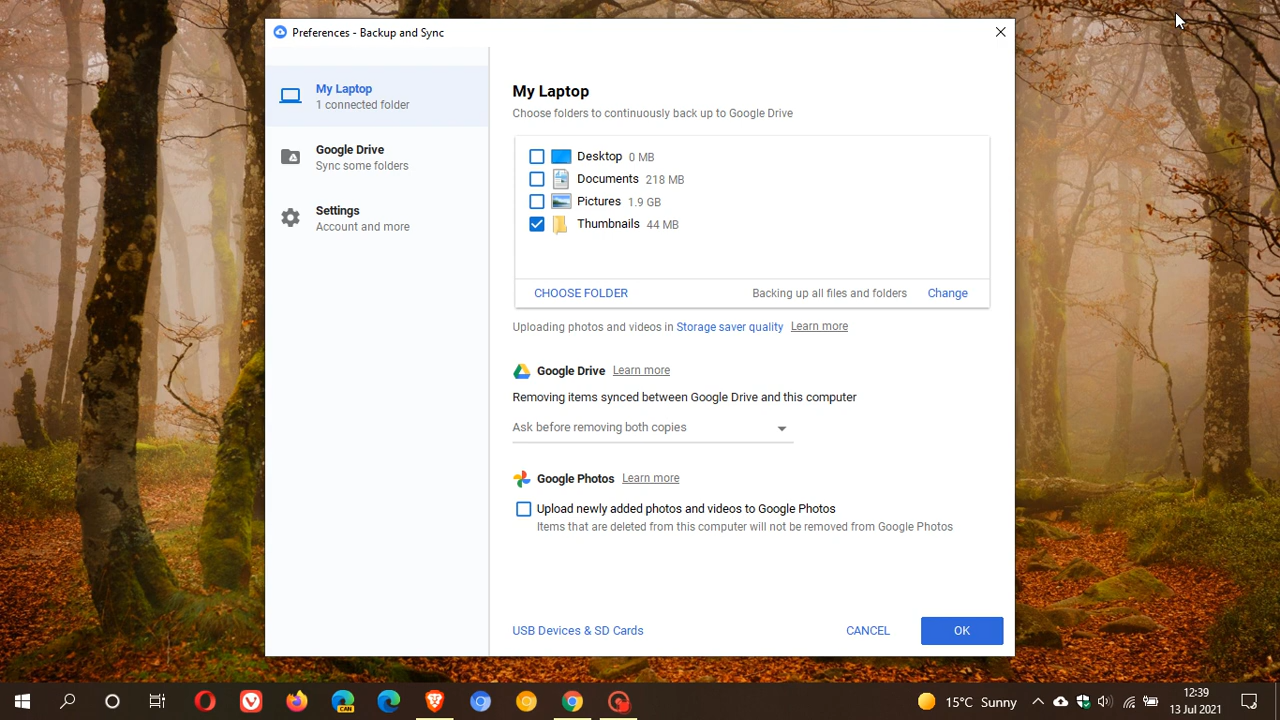 Preferences - Backup and Sync
My Laptop
1 connected folder
Google Drive
Sync some folders
Settings
Account and more
My Laptop
Choose folders to continuously back up to Google Drive
Desktop 0 MB
Documents 218 MB
Pictures 1.9 GB
Thumbnails 44 MB
CHOOSE FOLDER Backing up all files and folders Change
Uploading photos and videos in Storage saver quality Learn more
Google Drive Learn more
Removing items synced between Google Drive and this computer
Ask before removing both copies
Google Photos Learn more
Upload newly added photos and videos to Google Photos
Items that are deleted from this computer will not be removed from Google Photos
USB Devices & SD Cards CANCEL OK
CAN
15°C Sunny
12:39
13 Jul 2021